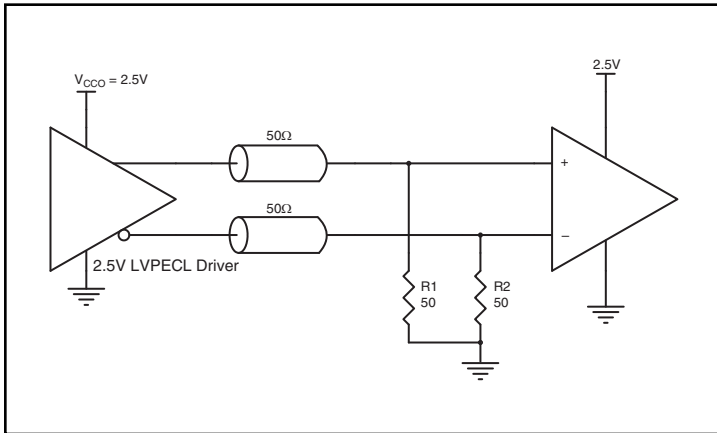 V_CCO = 2.5V
2.5V
50Ω
50Ω
+
−
2.5V LVPECL Driver
R1
50
R2
50